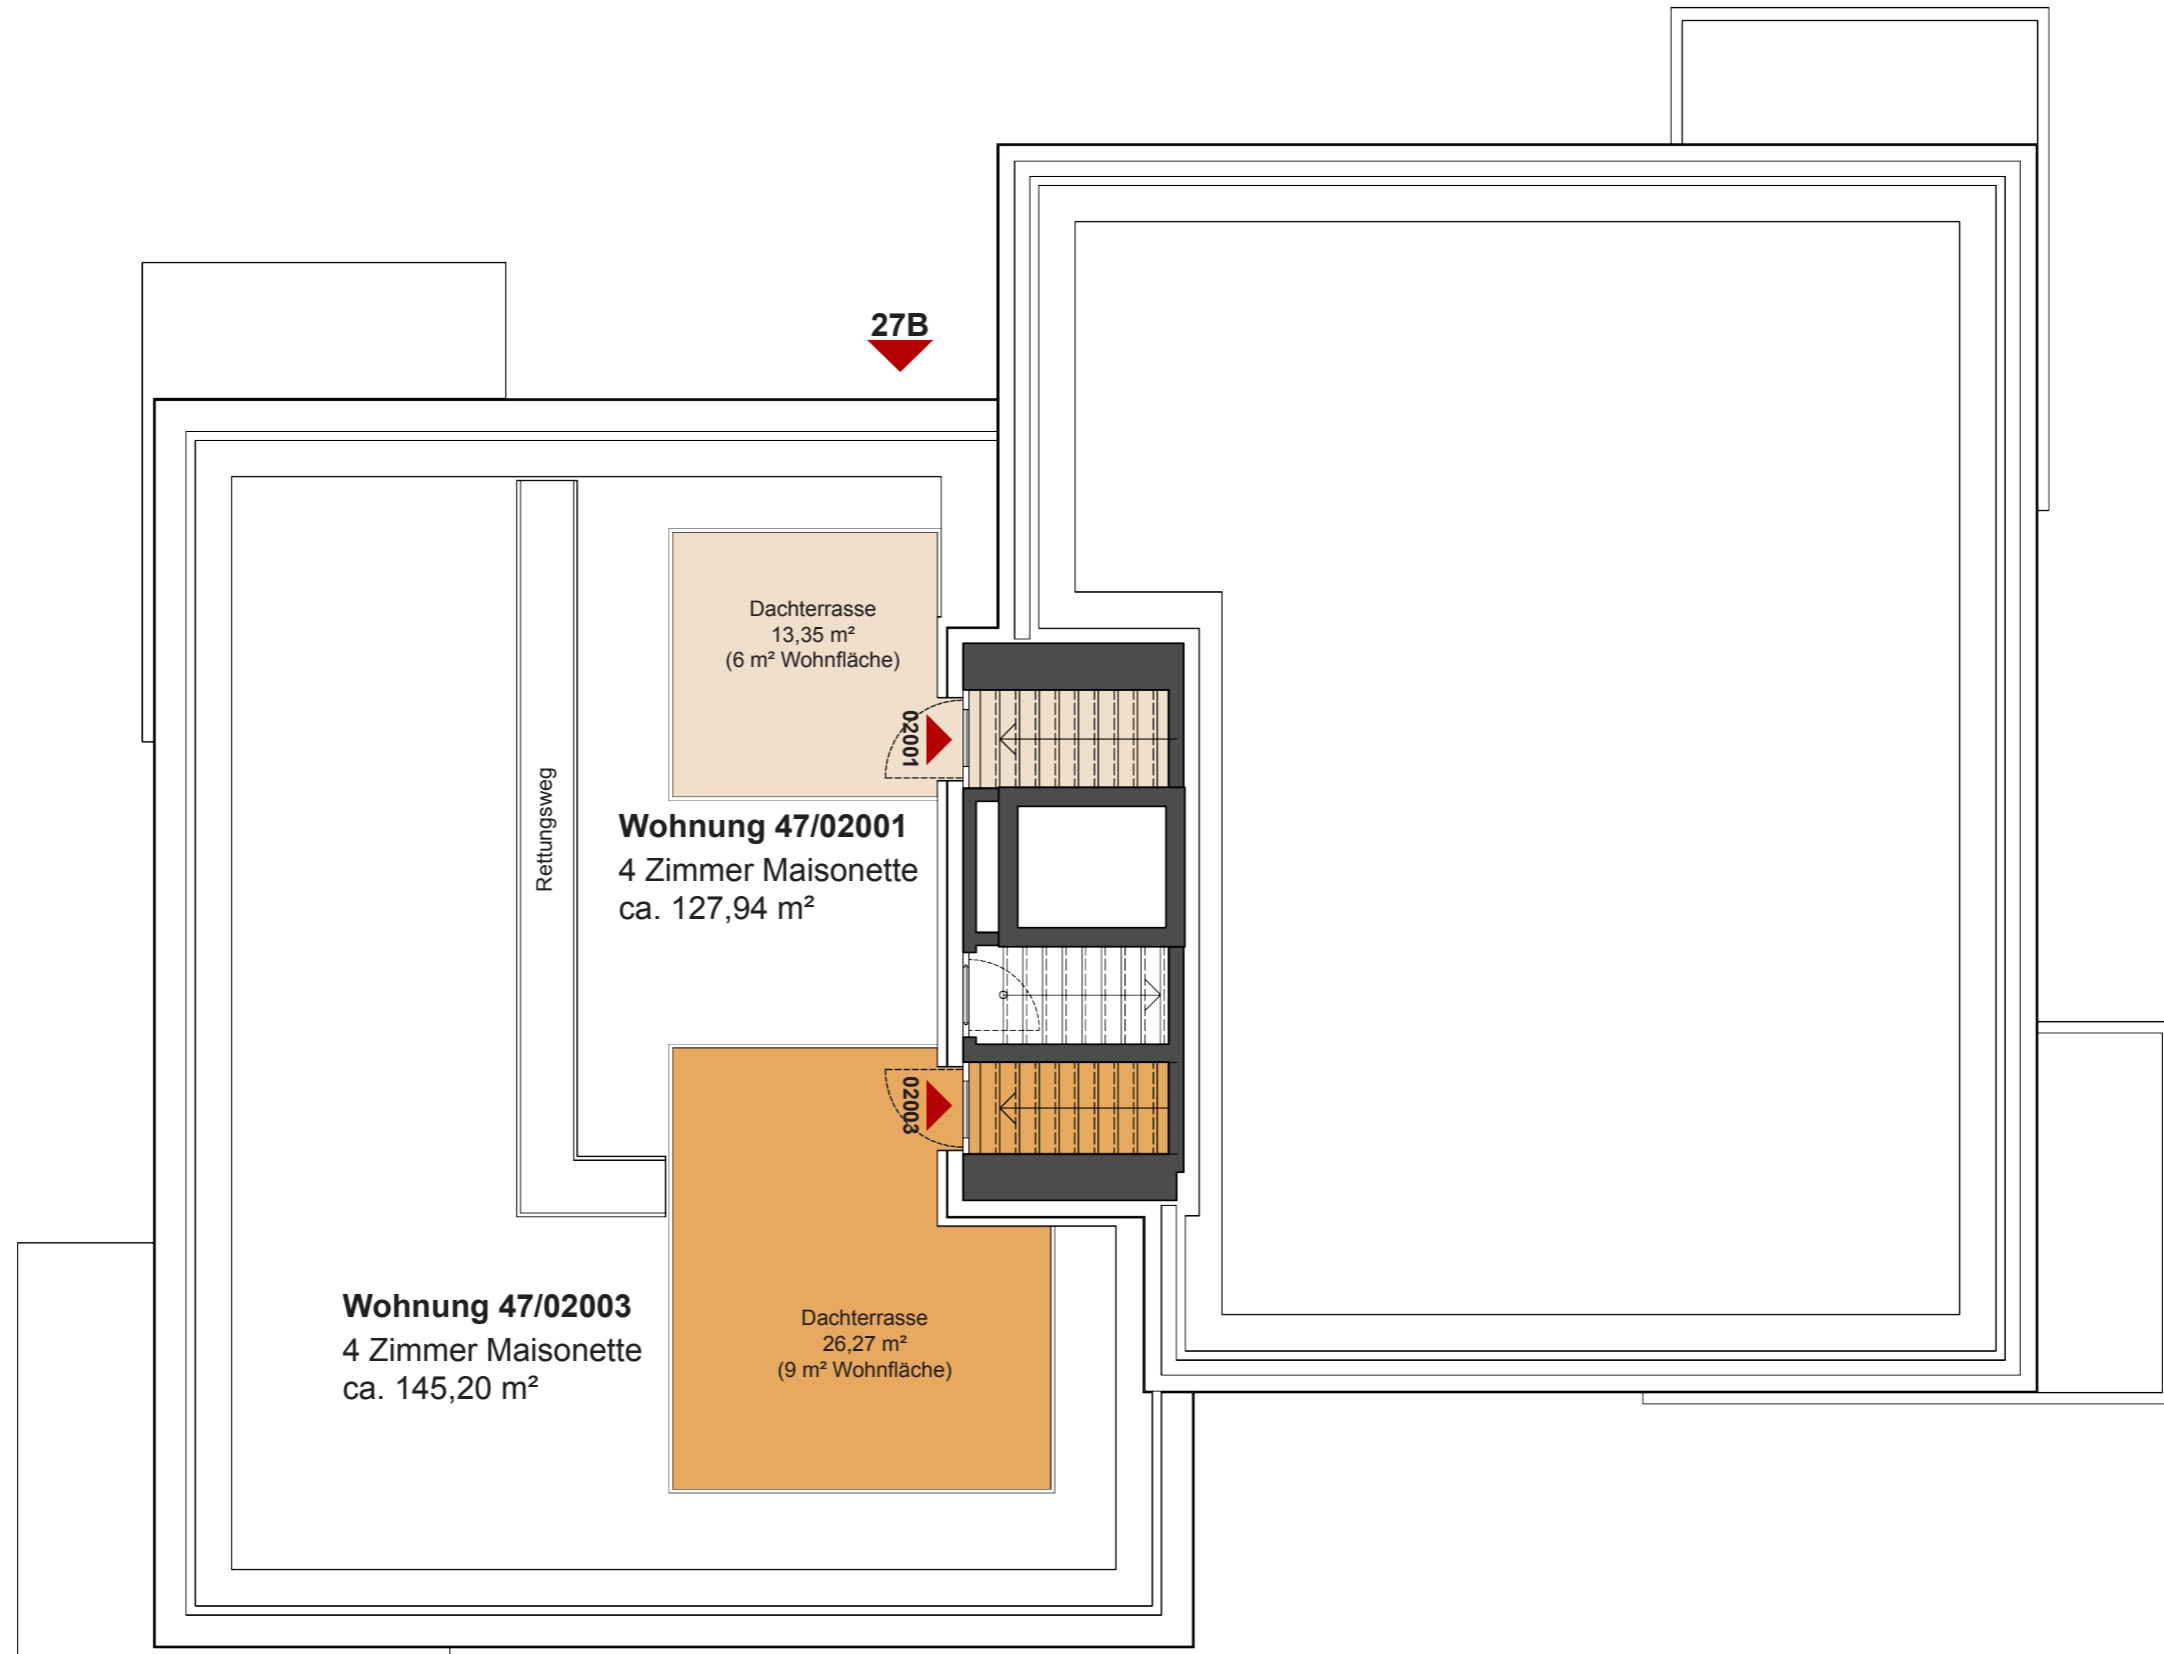 27B
Dachterrasse
13,35 m²
(6 m² Wohnfläche)
02001
Rettungsweg
Wohnung 47/02001
4 Zimmer Maisonette
ca. 127,94 m²
02003
Wohnung 47/02003
4 Zimmer Maisonette
ca. 145,20 m²
Dachterrasse
26,27 m²
(9 m² Wohnfläche)